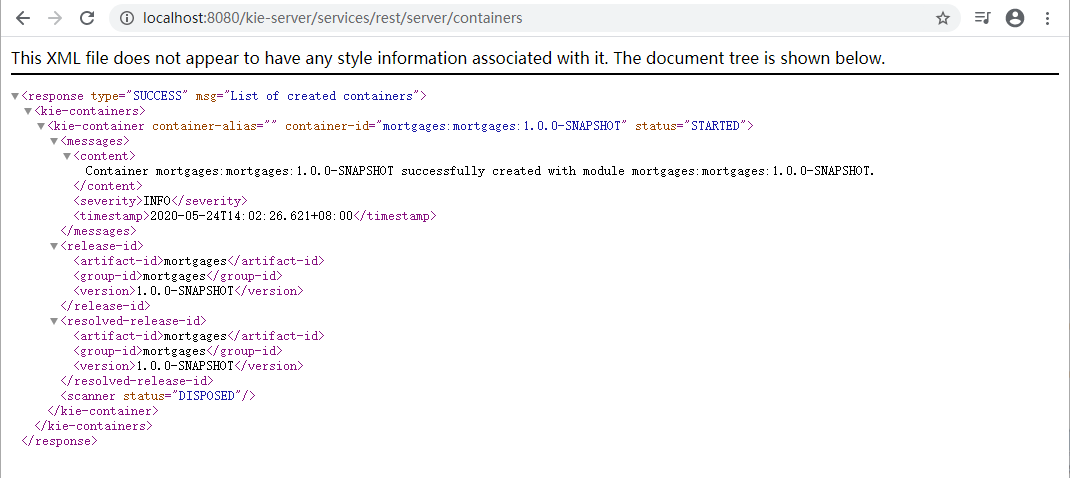 localhost:8080/kie-server/services/rest/server/containers
This XML file does not appear to have any style information associated with it. The document tree is shown below.
▼<response type="SUCCESS" msg="List of created containers">
▼<kie-containers>
▼<kie-container container-alias="" container-id="mortgages:mortgages:1.0.0-SNAPSHOT" status="STARTED">
▼<messages>
▼<content>
Container mortgages:mortgages:1.0.0-SNAPSHOT successfully created with module mortgages:mortgages:1.0.0-SNAPSHOT.
</content>
<severity>INFO</severity>
<timestamp>2020-05-24T14:02:26.621+08:00</timestamp>
</messages>
▼<release-id>
<artifact-id>mortgages</artifact-id>
<group-id>mortgages</group-id>
<version>1.0.0-SNAPSHOT</version>
</release-id>
▼<resolved-release-id>
<artifact-id>mortgages</artifact-id>
<group-id>mortgages</group-id>
<version>1.0.0-SNAPSHOT</version>
</resolved-release-id>
<scanner status="DISPOSED"/>
</kie-container>
</kie-containers>
</response>